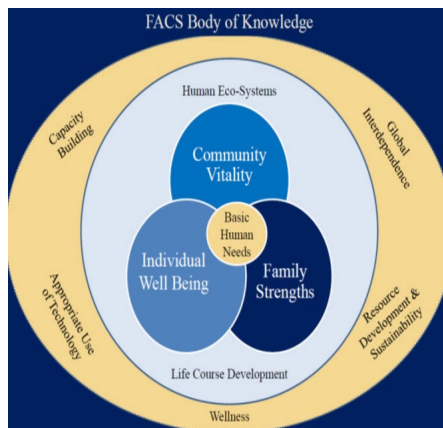 FACS Body of Knowledge
Human Eco-Systems
Capacity
Building
Global
Interdependence
Community
Vitality
Basic
Human
Needs
Individual
Well Being
Family
Strengths
Appropriate Use
of Technology
Resource
Development &
Sustainability
Life Course Development
Wellness